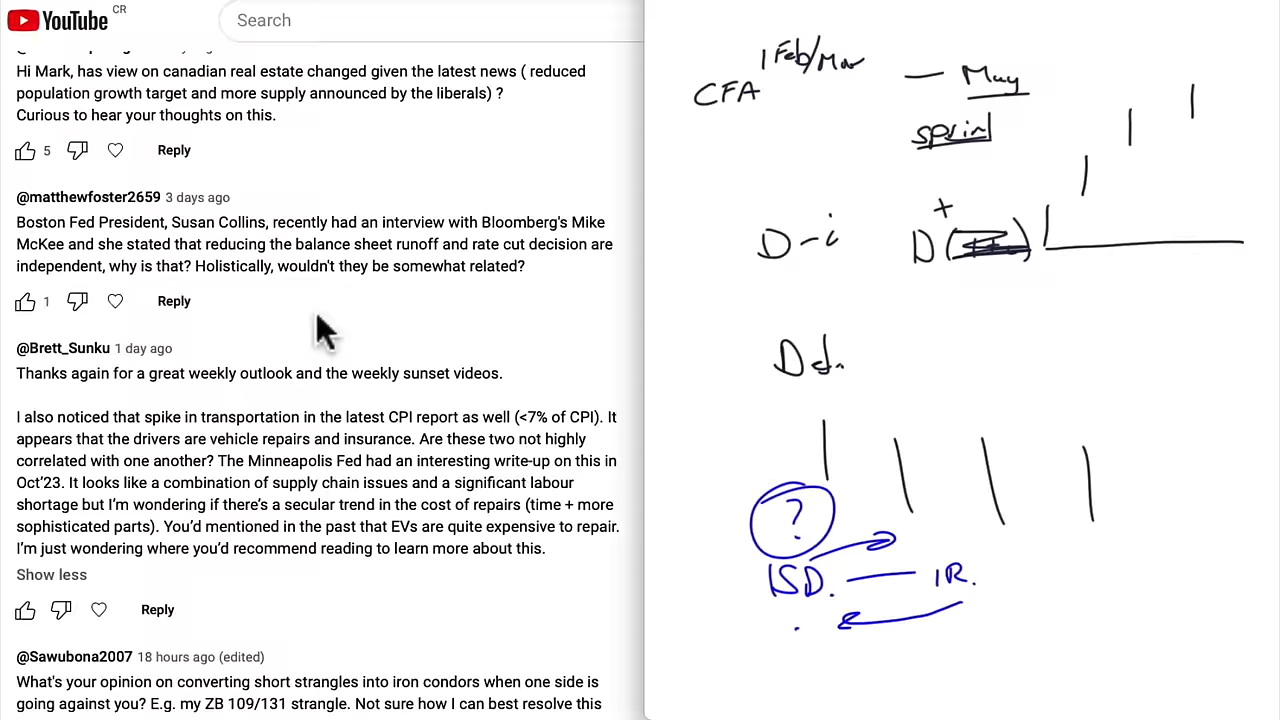 YouTube CR
Search
Hi Mark, has view on canadian real estate changed given the latest news ( reduced
population growth target and more supply announced by the liberals) ?
Curious to hear your thoughts on this.
5
Reply
@matthewfoster2659 3 days ago
Boston Fed President, Susan Collins, recently had an interview with Bloomberg's Mike
McKee and she stated that reducing the balance sheet runoff and rate cut decision are
independent, why is that? Holistically, wouldn't they be somewhat related?
1
Reply
@Brett_Sunku 1 day ago
Thanks again for a great weekly outlook and the weekly sunset videos.
I also noticed that spike in transportation in the latest CPI report as well (<7% of CPI). It
appears that the drivers are vehicle repairs and insurance. Are these two not highly
correlated with one another? The Minneapolis Fed had an interesting write-up on this in
Oct'23. It looks like a combination of supply chain issues and a significant labour
shortage but I'm wondering if there's a secular trend in the cost of repairs (time + more
sophisticated parts). You'd mentioned in the past that EVs are quite expensive to repair.
I'm just wondering where you'd recommend reading to learn more about this.
Show less
Reply
@Sawubona2007 18 hours ago (edited)
What's your opinion on converting short strangles into iron condors when one side is
going against you? E.g. my ZB 109/131 strangle. Not sure how I can best resolve this
1 Feb/Mar
CFA — May
D-i
D+
?
ISD. — IR.